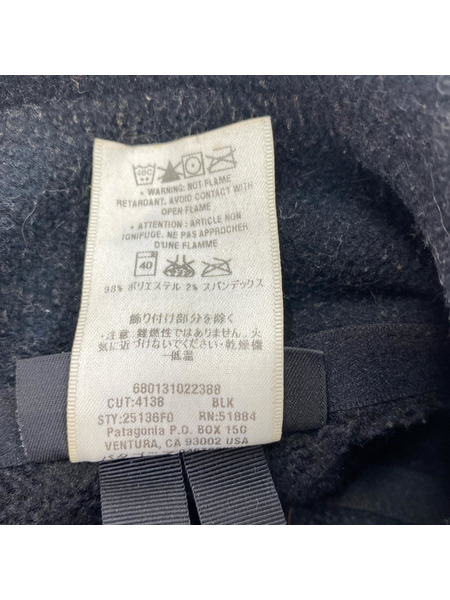 40C
• WARNING: NOT FLAME
RETARDANT. AVOID CONTACT WITH
OPEN FLAME
• ATTENTION : ARTICLE NON
IGNIFUGE. NE PAS APPROCHER
D'UNE FLAMME
40
98% ポリエステル 2% スパンデックス
飾り付け部分を除く
・注意、難燃性ではありません。火
気に近づけないでください・乾燥機
ー低温
680131022388
CUT:4138 BLK
STY:25136F0 RN:51884
Patagonia P.O. BOX 150
VENTURA, CA 93002 USA